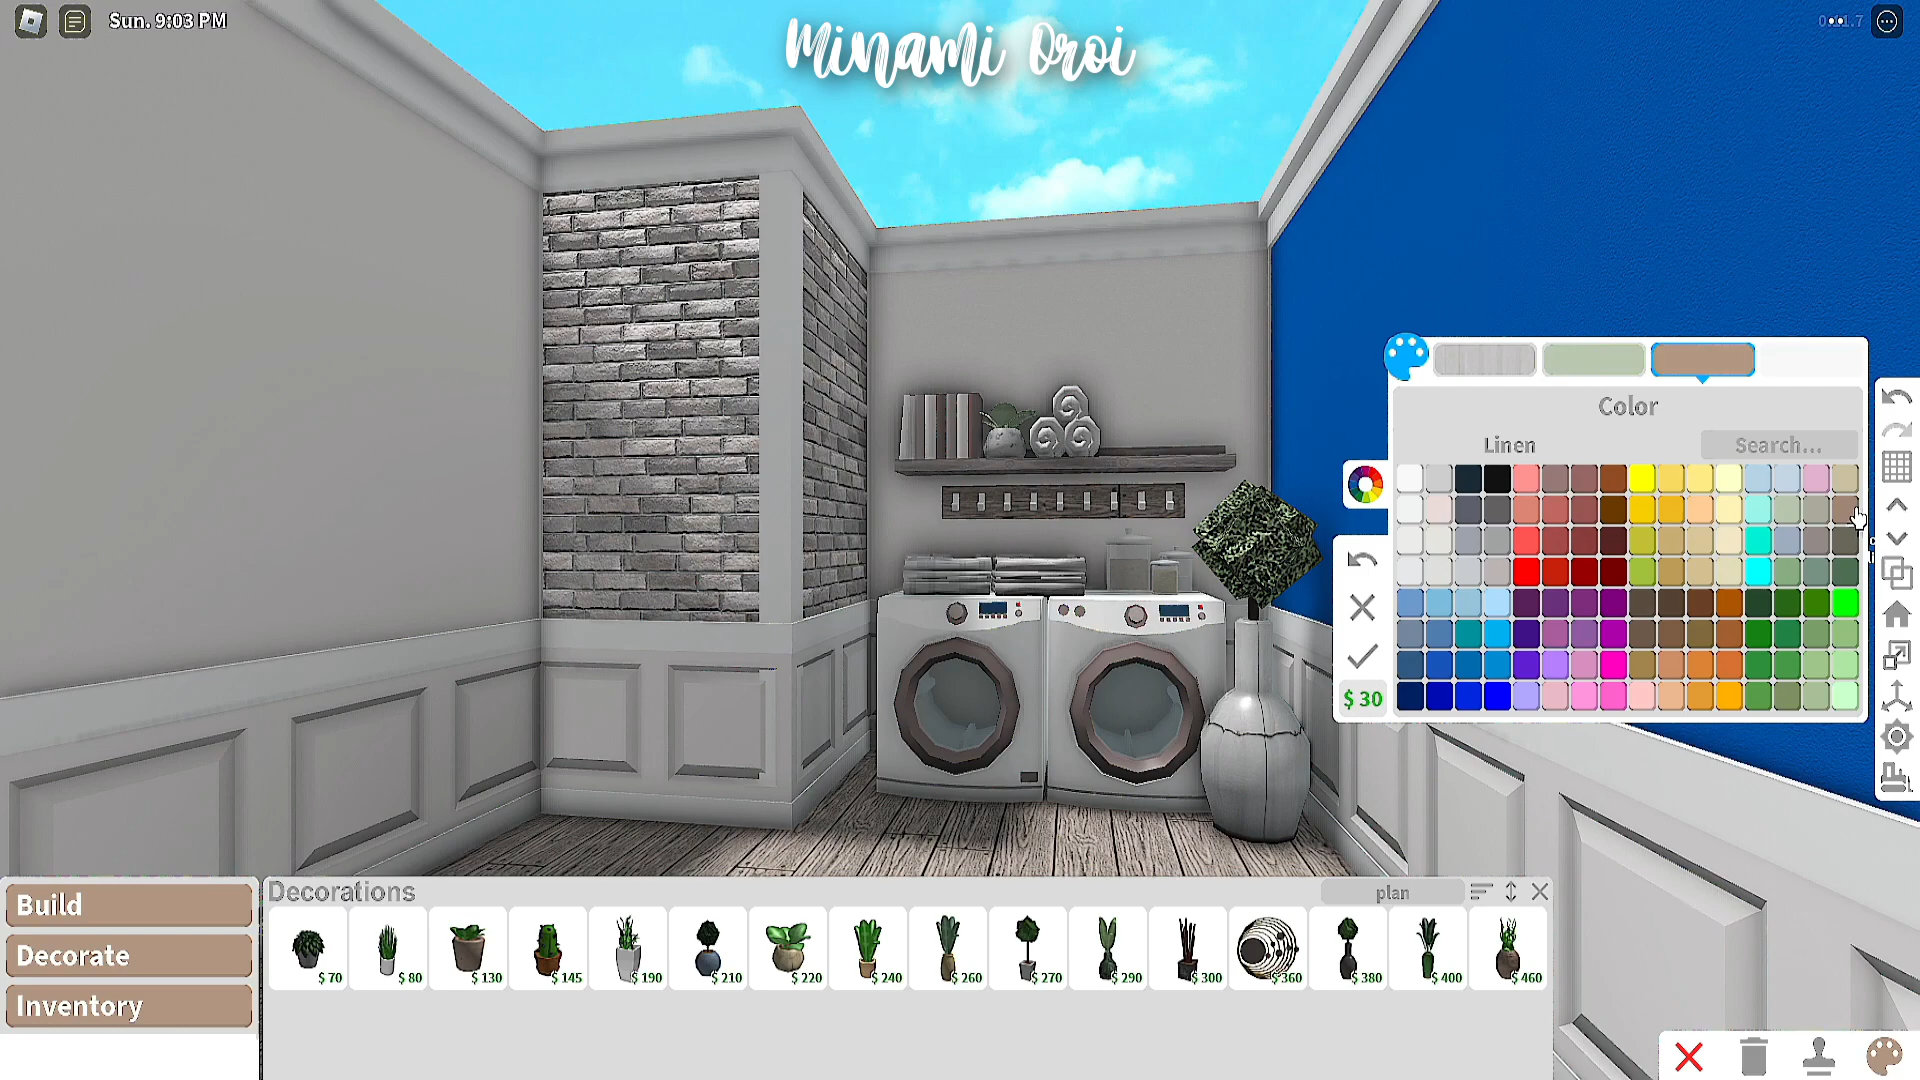 Sun. 9:03 PM
Minami Oroi
Color
Linen
Search...
$ 30
Build
Decorate
Inventory
Decorations
plan
$ 70
$ 80
$ 130
$ 145
$ 190
$ 210
$ 220
$ 240
$ 260
$ 270
$ 290
$ 300
$ 360
$ 380
$ 400
$ 460